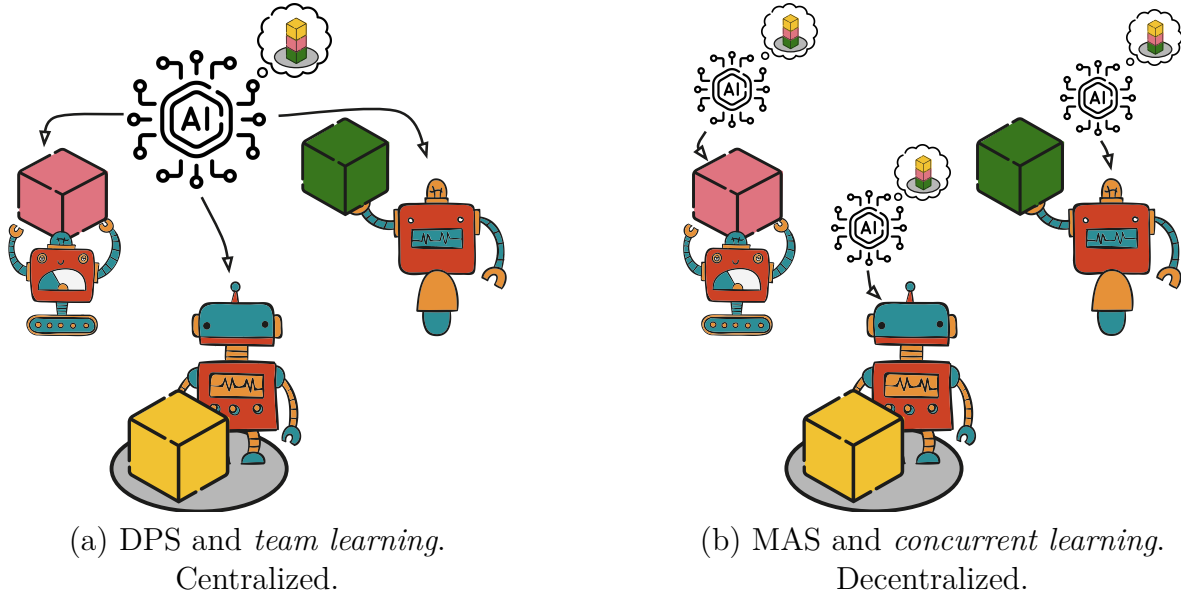 AI
AI
AI
AI
(a) DPS and team learning.
Centralized.
(b) MAS and concurrent learning.
Decentralized.